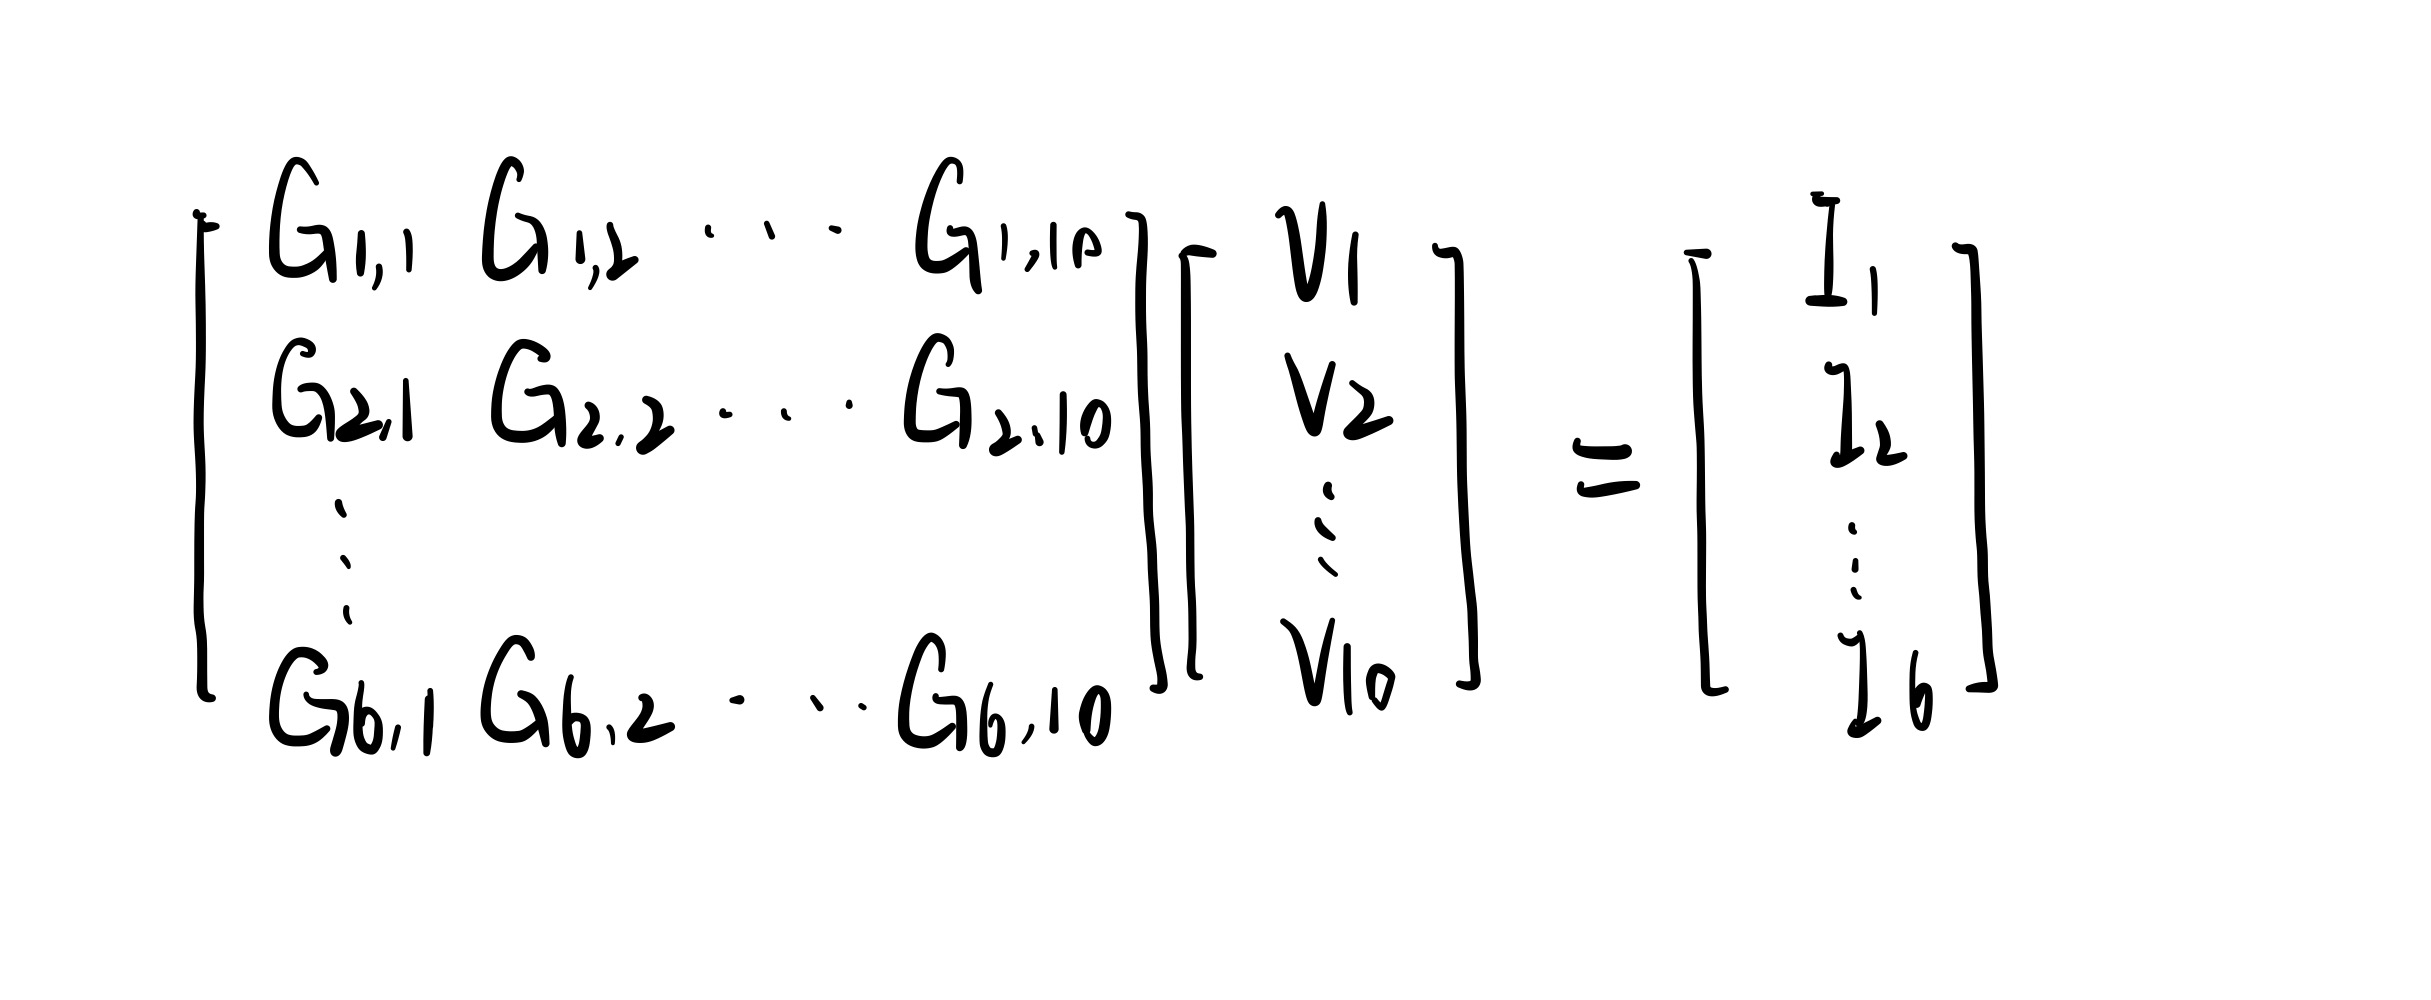 [ G1,1 G1,2 . . . G1,10 ] [ V1 ] = [ I1 ]
G2,1 G2,2 . . . G2,10 V2 I2
⋮ ⋮ ⋮
G6,1 G6,2 . . . G6,10 V10 I6